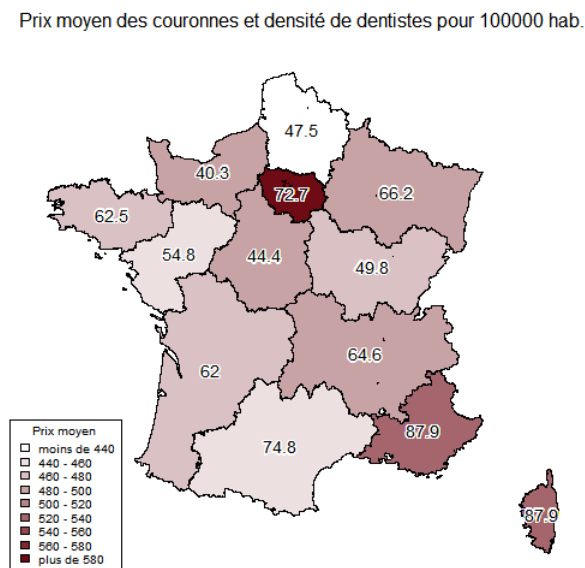 Prix moyen des couronnes et densité de dentistes pour 100000 hab.
47.5
40.3
72.7
66.2
62.5
54.8
44.4
49.8
62
64.6
74.8
87.9
87.9
Prix moyen
moins de 440
440 - 460
460 - 480
480 - 500
500 - 520
520 - 540
540 - 560
560 - 580
plus de 580